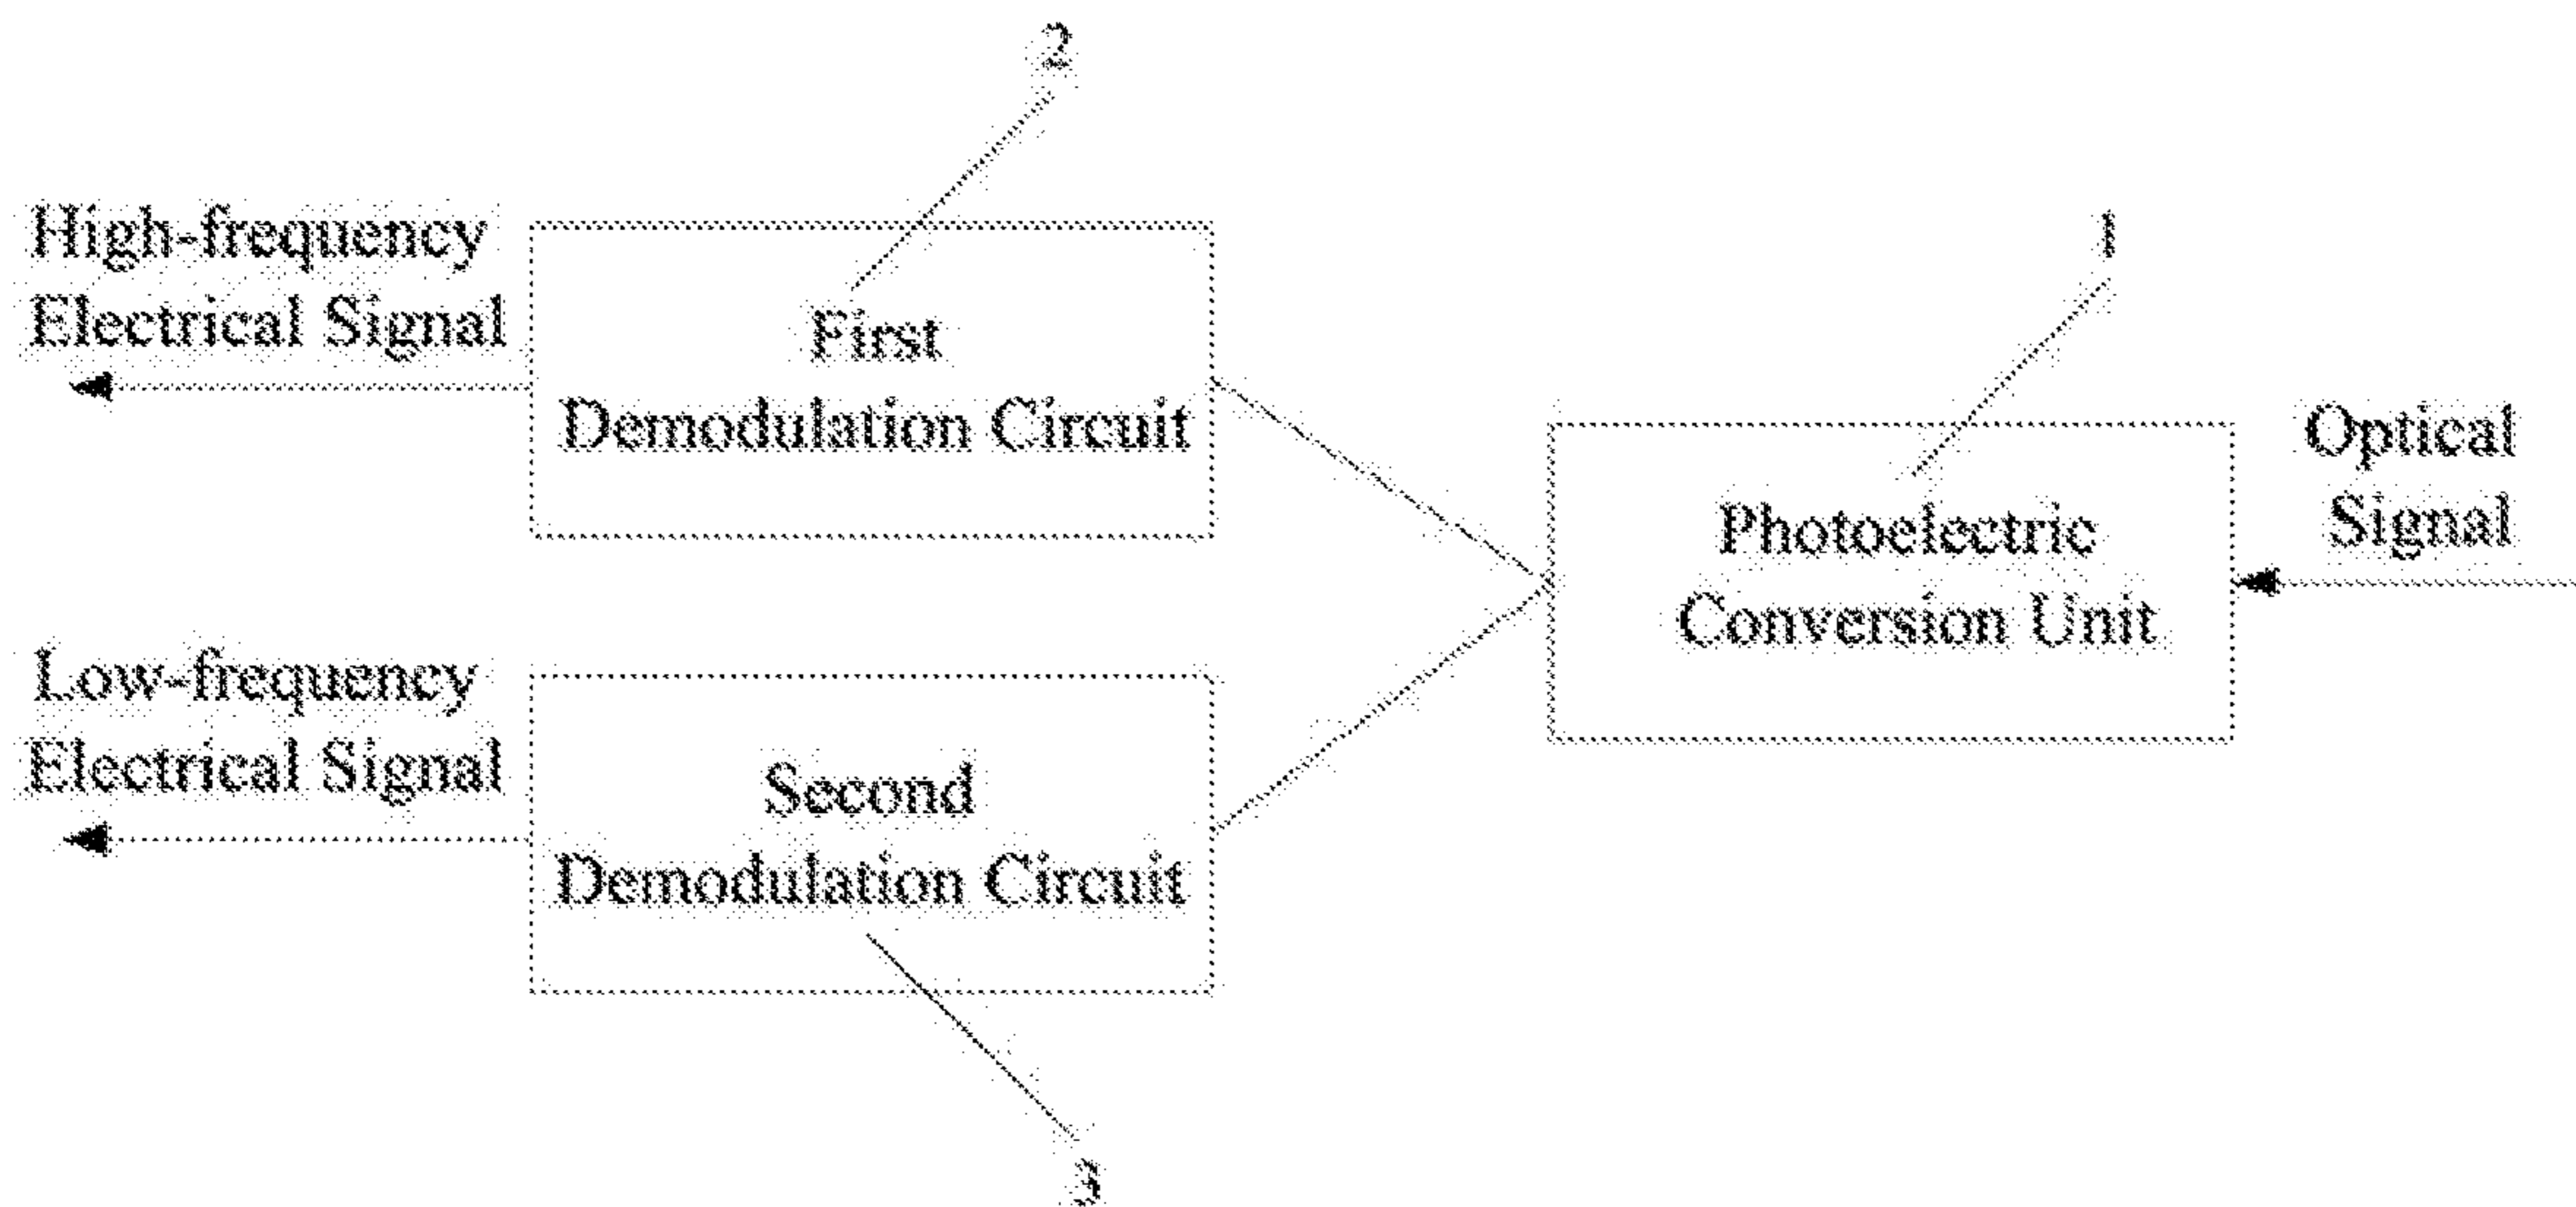 2
High-frequency
Electrical Signal
First
Demodulation Circuit
1
Photoelectric
Conversion Unit
Optical
Signal
Low-frequency
Electrical Signal
Second
Demodulation Circuit
3